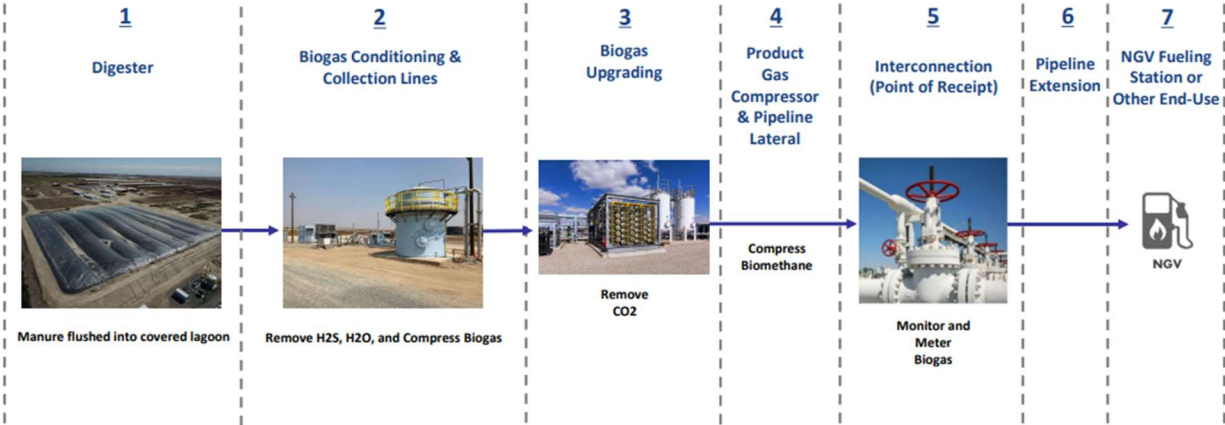 1
Digester
Manure flushed into covered lagoon
2
Biogas Conditioning &
Collection Lines
Remove H2S, H2O, and Compress Biogas
3
Biogas
Upgrading
Remove
CO2
4
Product
Gas
Compressor
& Pipeline
Lateral
Compress
Biomethane
5
Interconnection
(Point of Receipt)
Monitor and
Meter
Biogas
6
Pipeline
Extension
7
NGV Fueling
Station or
Other End-Use
NGV